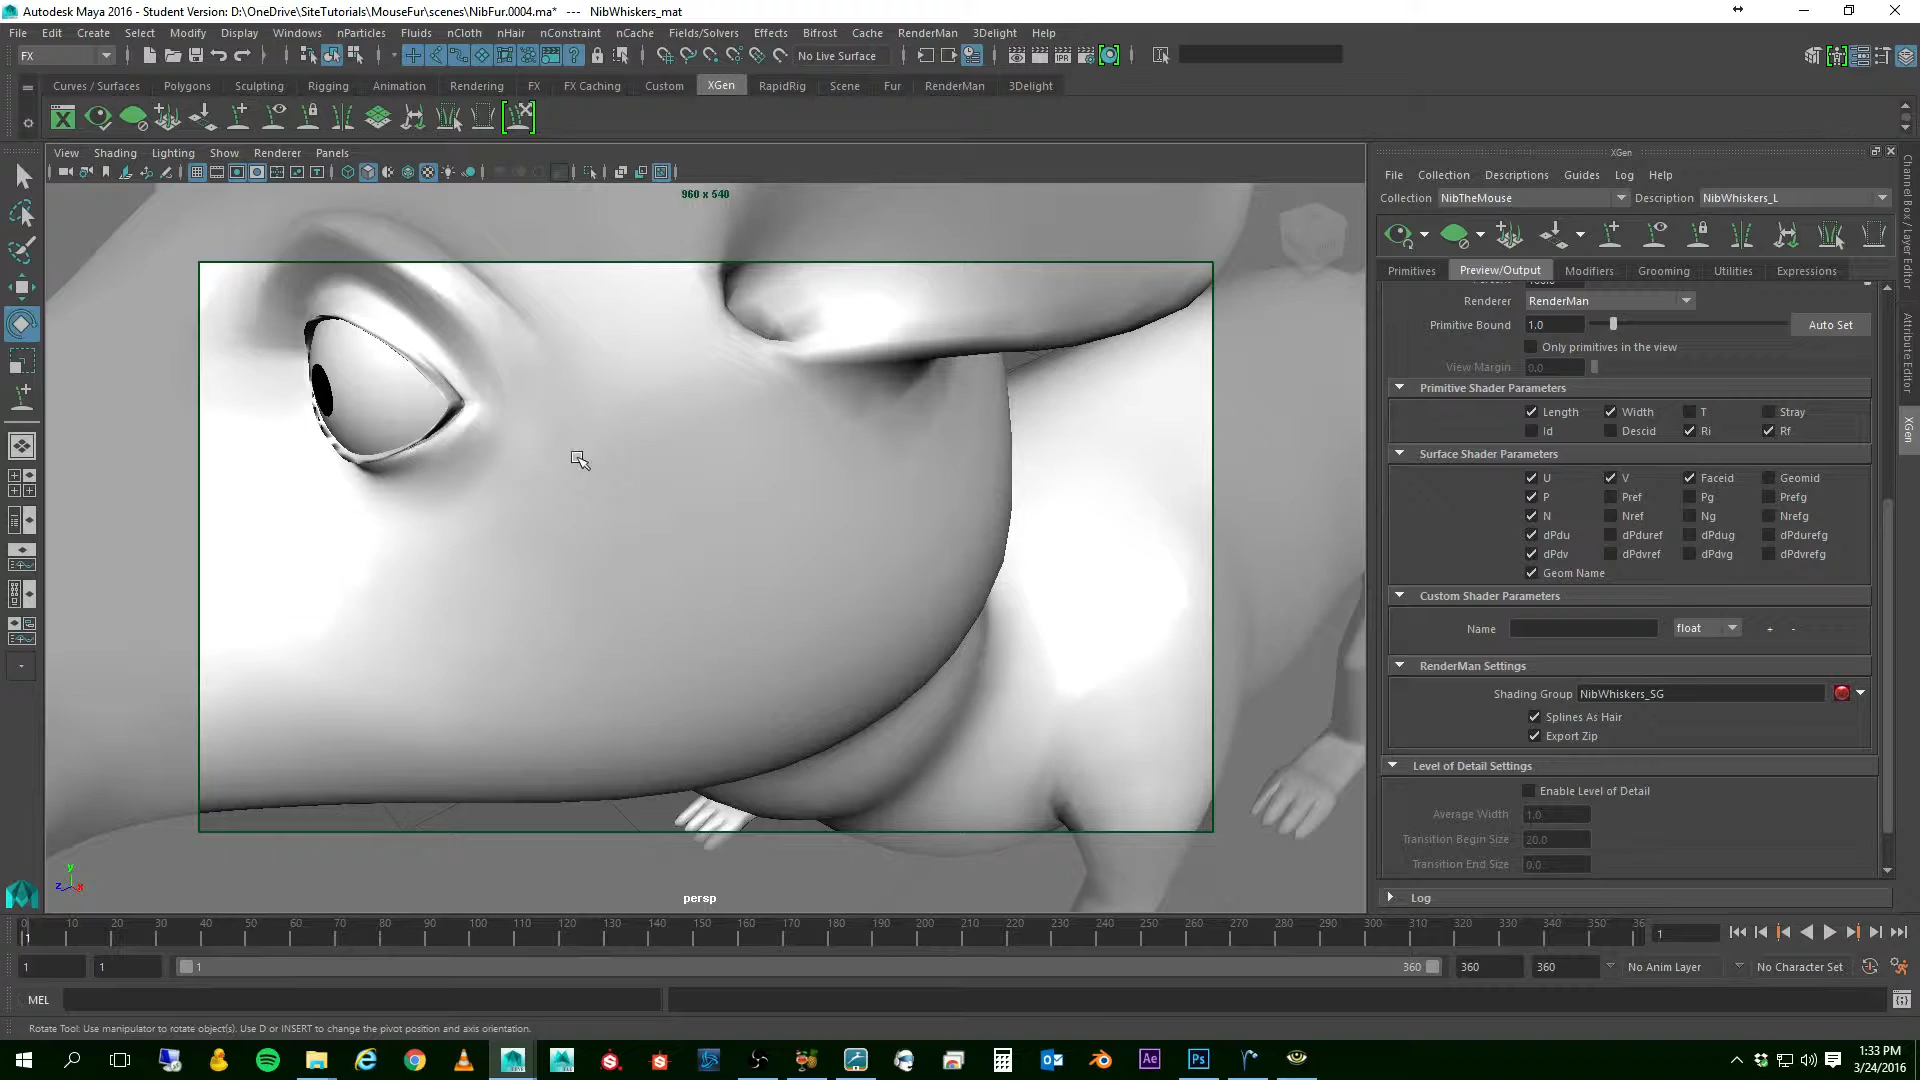 Autodesk Maya 2016 - Student Version: D:\OneDrive\SiteTutorials\MouseFur\scenes\NibFur.0004.ma* --- NibWhiskers_mat
File Edit Create Select Modify Display Windows nParticles Fluids nCloth nHair nConstraint nCache Fields/Solvers Effects Bifrost Cache RenderMan 3Delight Help
FX No Live Surface
Curves / Surfaces Polygons Sculpting Rigging Animation Rendering FX FX Caching Custom XGen RapidRig Scene Fur RenderMan 3Delight
View Shading Lighting Show Renderer Panels
960 x 540
persp
XGen
File Collection Descriptions Guides Log Help
Collection NibTheMouse Description NibWhiskers_L
Primitives Preview/Output Modifiers Grooming Utilities Expressions
Renderer RenderMan
Primitive Bound 1.0 Auto Set
Only primitives in the view
View Margin 0.0
Primitive Shader Parameters
Length Width T Stray
Id Descid Ri Rf
Surface Shader Parameters
U V Faceid Geomid
P Pref Pg Prefg
N Nref Ng Nrefg
dPdu dPduref dPdug dPdurefg
dPdv dPdvref dPdvg dPdvrefg
Geom Name
Custom Shader Parameters
Name float + -
RenderMan Settings
Shading Group NibWhiskers_SG
Splines As Hair
Export Zip
Level of Detail Settings
Enable Level of Detail
Average Width 1.0
Transition Begin Size 20.0
Transition End Size 0.0
Log
Channel Box / Layer Editor
Attribute Editor
XGen
0 10 20 30 40 50 60 70 80 90 100 110 120 130 140 150 160 170 180 190 200 210 220 230 240 250 260 270 280 290 300 310 320 330 340 350 36
1 1
1 1 1 360 360 360 No Anim Layer No Character Set
MEL
Rotate Tool: Use manipulator to rotate object(s). Use D or INSERT to change the pivot position and axis orientation.
1:33 PM
3/24/2016